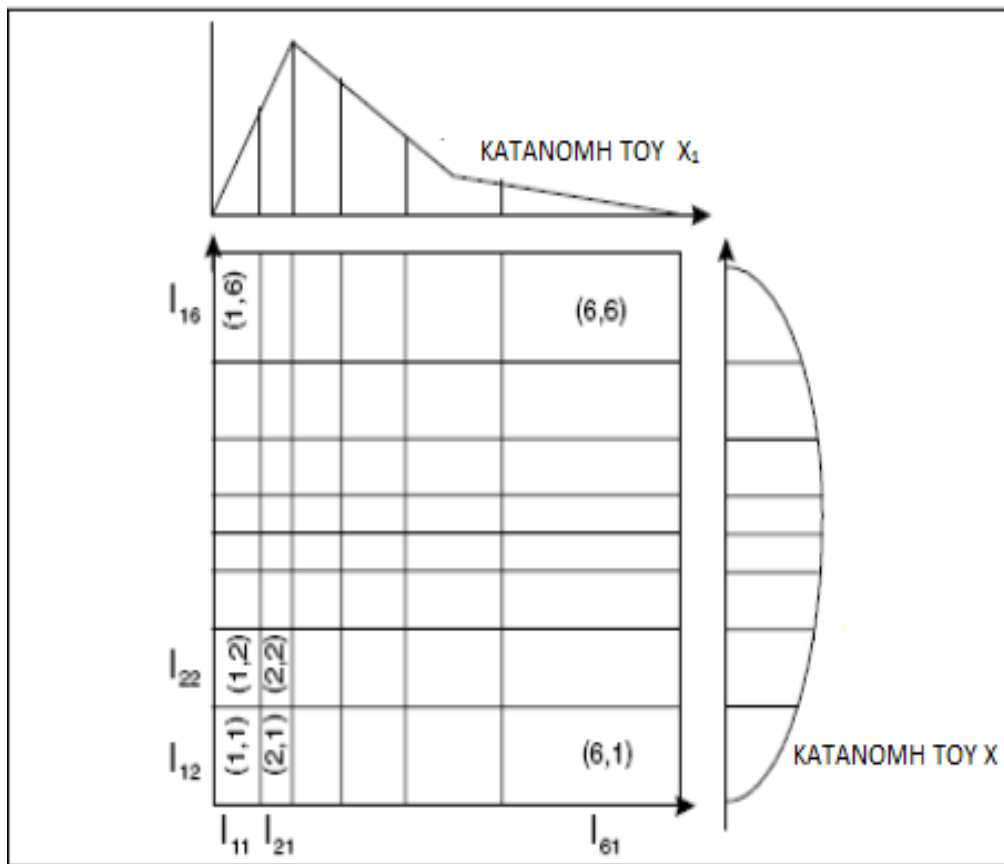 ΚΑΤΑΝΟΜΗ ΤΟΥ X₁
I₁₆
(1,6)
(6,6)
I₂₂
(1,2)
(2,2)
I₁₂
(1,1)
(2,1)
(6,1)
ΚΑΤΑΝΟΜΗ ΤΟΥ X
I₁₁
I₂₁
I₆₁